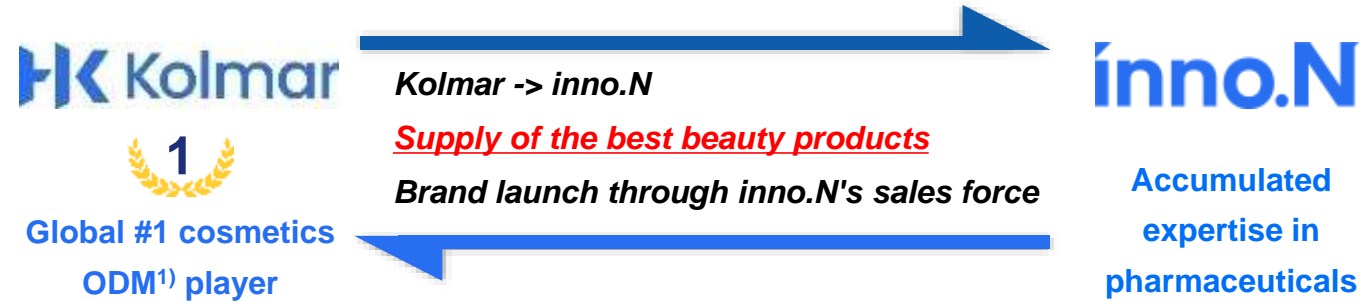 HK Kolmar
1
Global #1 cosmetics
ODM1) player
Kolmar -> inno.N
Supply of the best beauty products
Brand launch through inno.N's sales force
inno.N
Accumulated
expertise in
pharmaceuticals